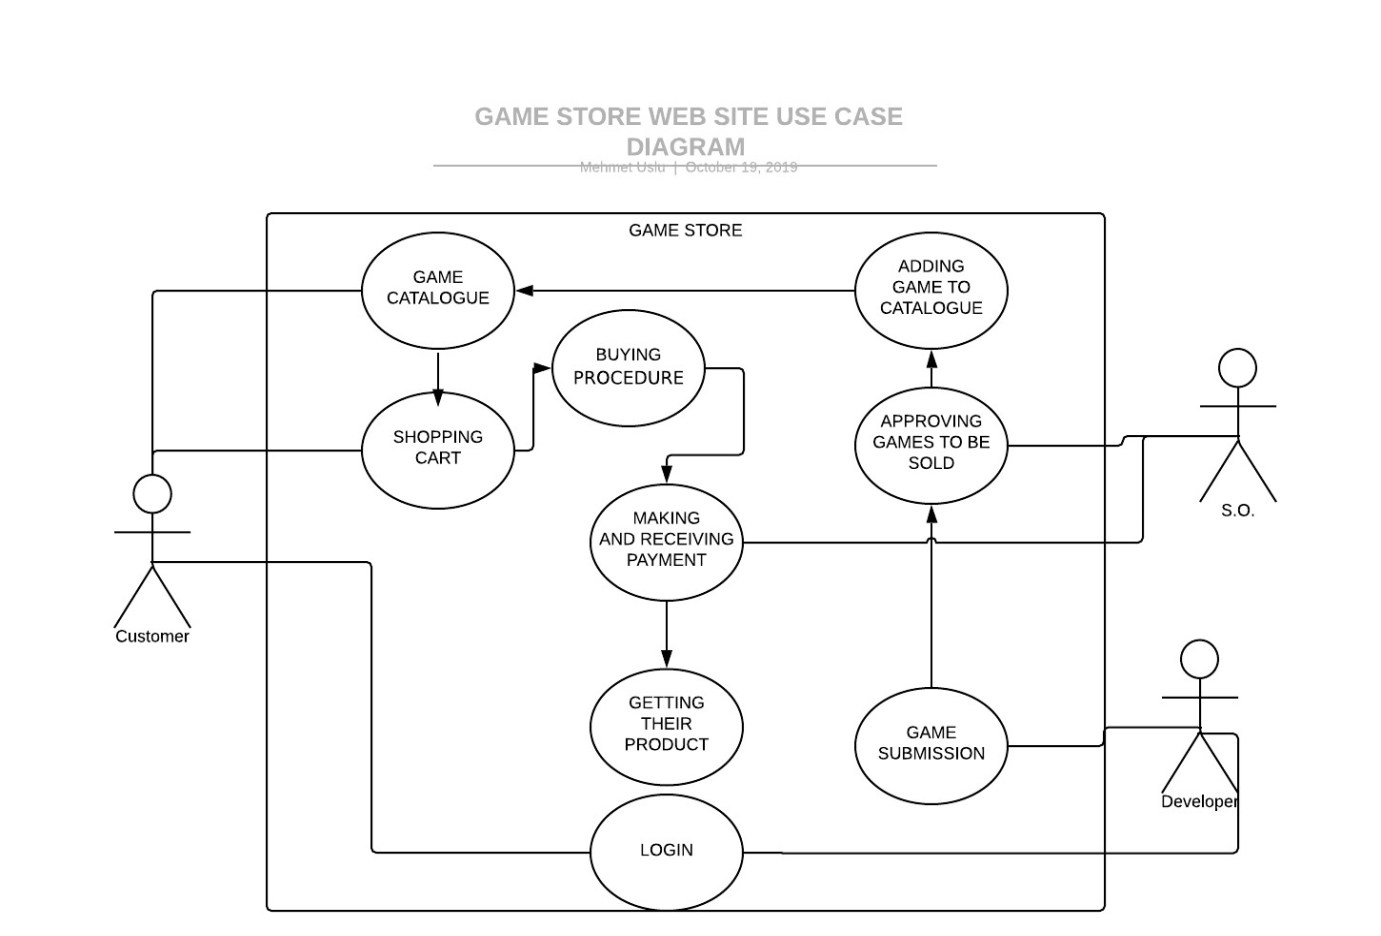 GAME STORE WEB SITE USE CASE
DIAGRAM
Mehmet Uslu | October 19, 2019
GAME STORE
GAME
CATALOGUE
ADDING
GAME TO
CATALOGUE
BUYING
PROCEDURE
SHOPPING
CART
APPROVING
GAMES TO BE
SOLD
S.O.
MAKING
AND RECEIVING
PAYMENT
Customer
GETTING
THEIR
PRODUCT
GAME
SUBMISSION
Developer
LOGIN